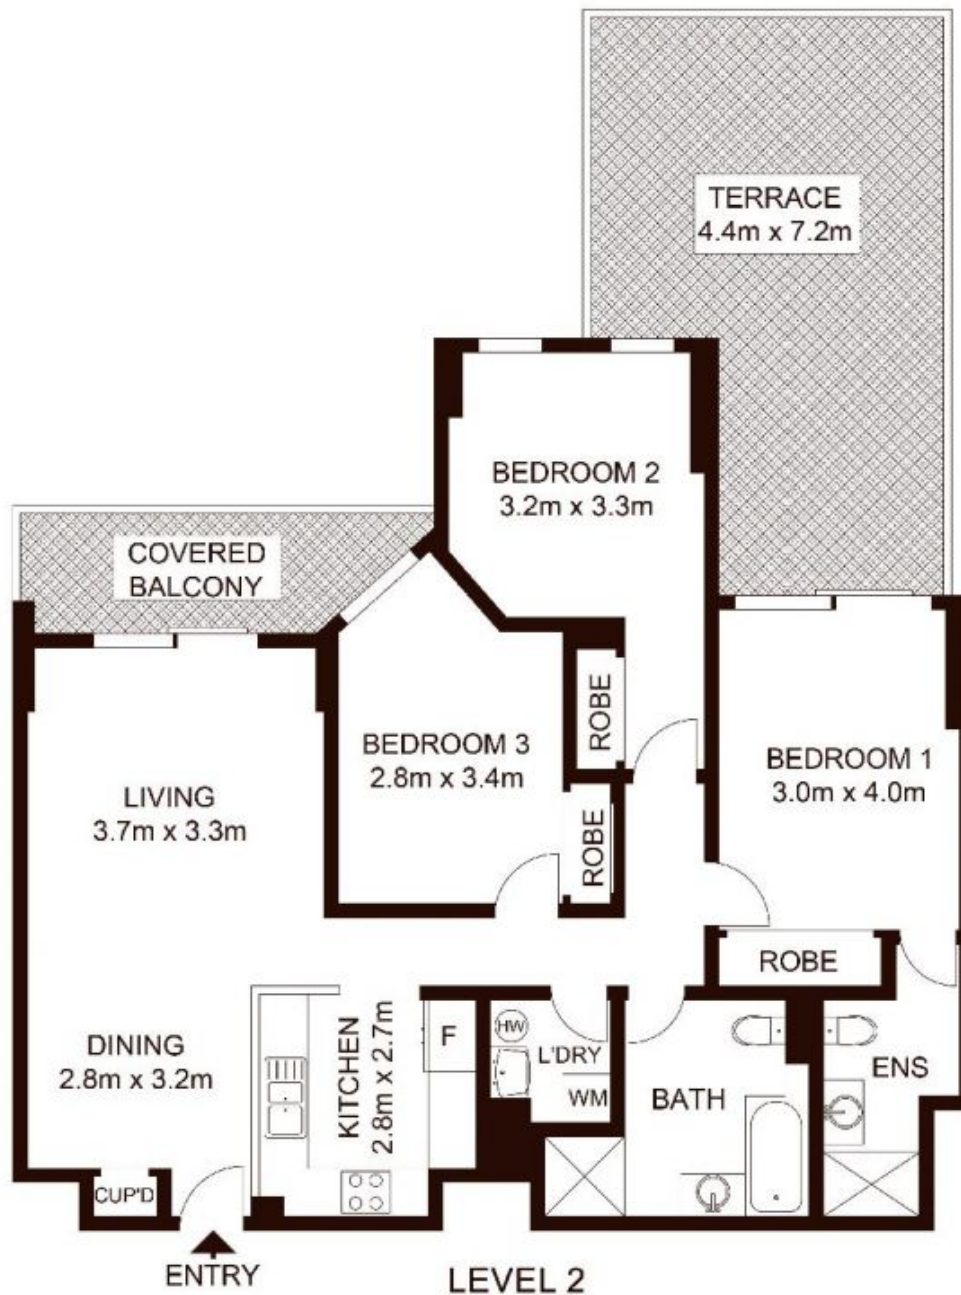 TERRACE
4.4m x 7.2m
BEDROOM 2
3.2m x 3.3m
COVERED
BALCONY
ROBE
BEDROOM 3
2.8m x 3.4m
BEDROOM 1
3.0m x 4.0m
LIVING
3.7m x 3.3m
ROBE
ROBE
DINING
2.8m x 3.2m
KITCHEN
2.8m x 2.7m
F
HW
L'DRY
WM
BATH
ENS
CUP'D
ENTRY
LEVEL 2